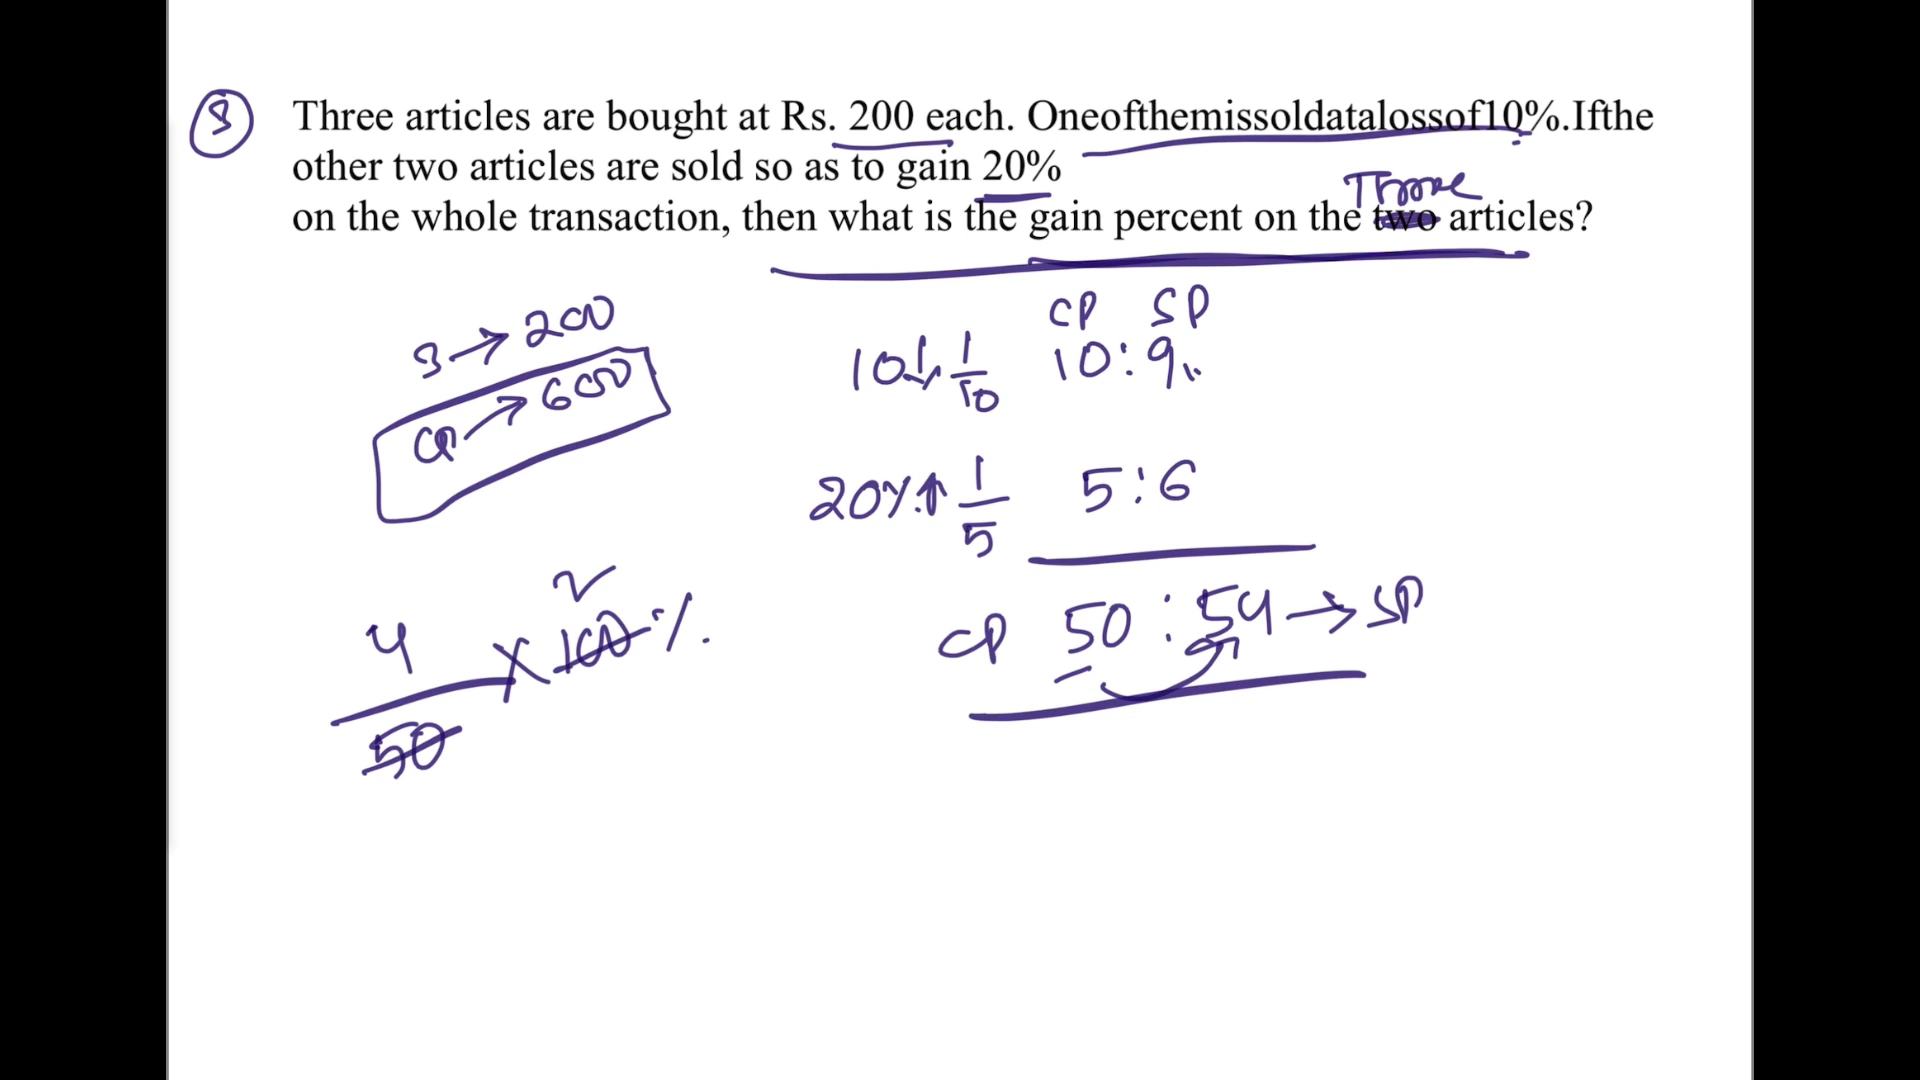 3 Three articles are bought at Rs. 200 each. Oneofthemissoldatalossof10%.Ifthe
other two articles are sold so as to gain 20%
Three
on the whole transaction, then what is the gain percent on the two articles?
3 → 200
CP → 600
CP SP
10%↓ 1/10 10:9
20%↑ 1/5 5:6
CP 50:54→SP
2
4/50 × 100%.